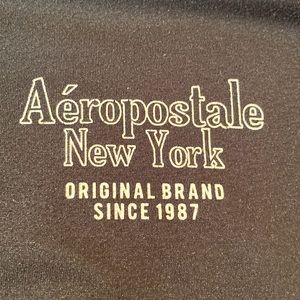 Aéropostale
New York
ORIGINAL BRAND
SINCE 1987